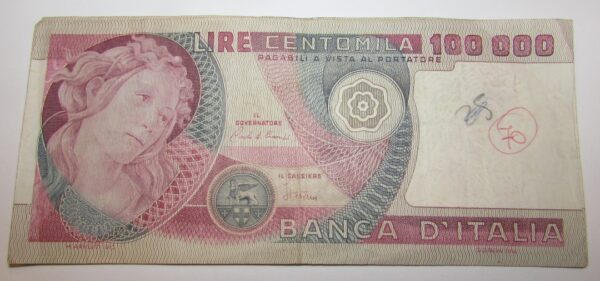 LIRE CENTOMILA 100 000
PAGABILI A VISTA AL PORTATORE
IL
GOVERNATORE
IL CASSIERE
BANCA D'ITALIA